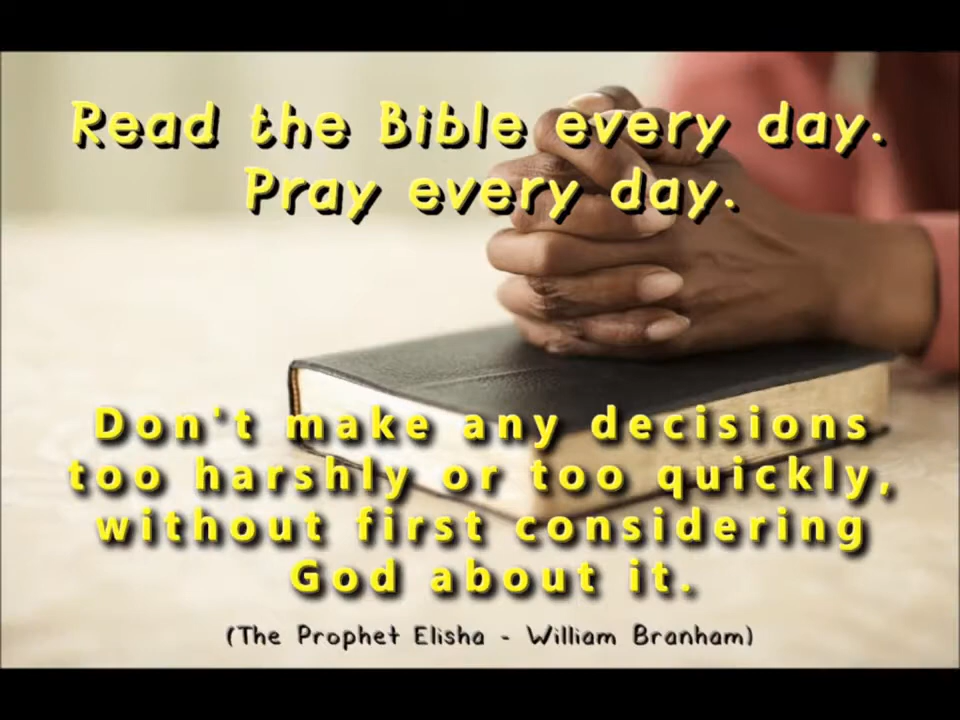 Read the Bible every day.
Pray every day.
Don't make any decisions
too harshly or too quickly,
without first considering
God about it.
(The Prophet Elisha - William Branham)